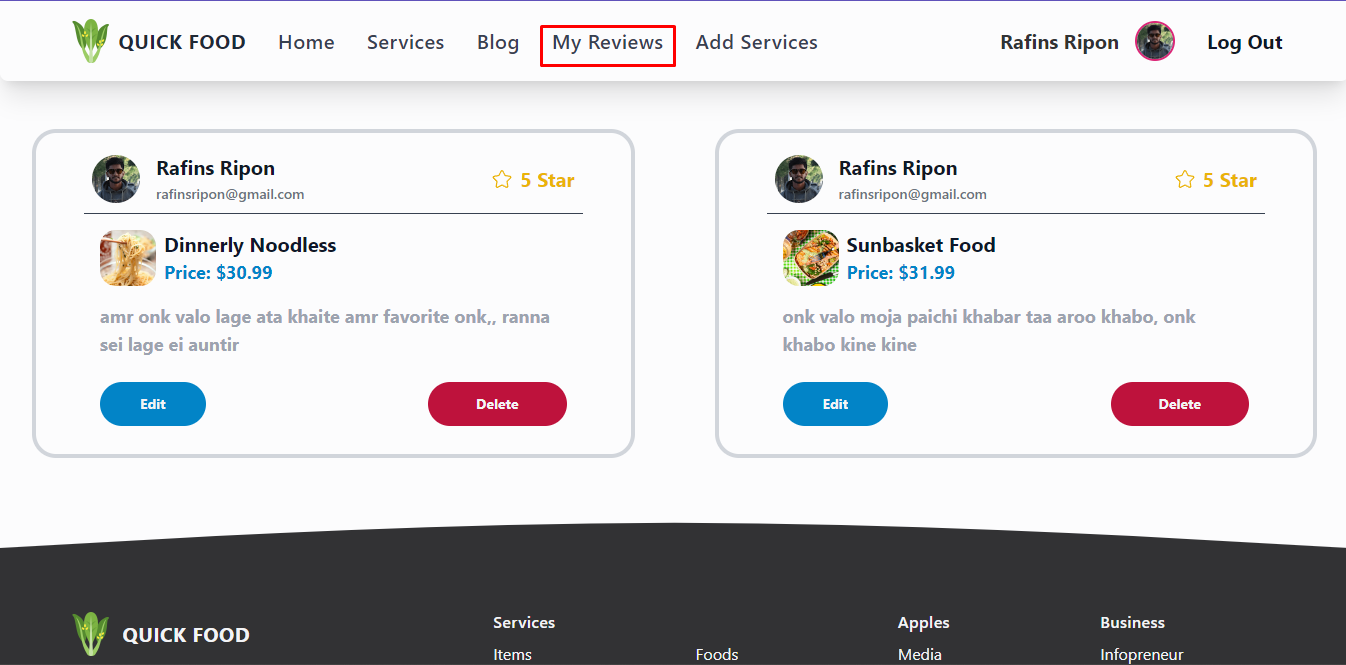 QUICK FOOD Home Services Blog My Reviews Add Services Rafins Ripon Log Out
Rafins Ripon
rafinsripon@gmail.com
5 Star
Dinnerly Noodless
Price: $30.99
amr onk valo lage ata khaite amr favorite onk,, ranna
sei lage ei auntir
Edit Delete
Rafins Ripon
rafinsripon@gmail.com
5 Star
Sunbasket Food
Price: $31.99
onk valo moja paichi khabar taa aroo khabo, onk
khabo kine kine
Edit Delete
QUICK FOOD
Services
Items
Foods
Apples
Media
Business
Infopreneur